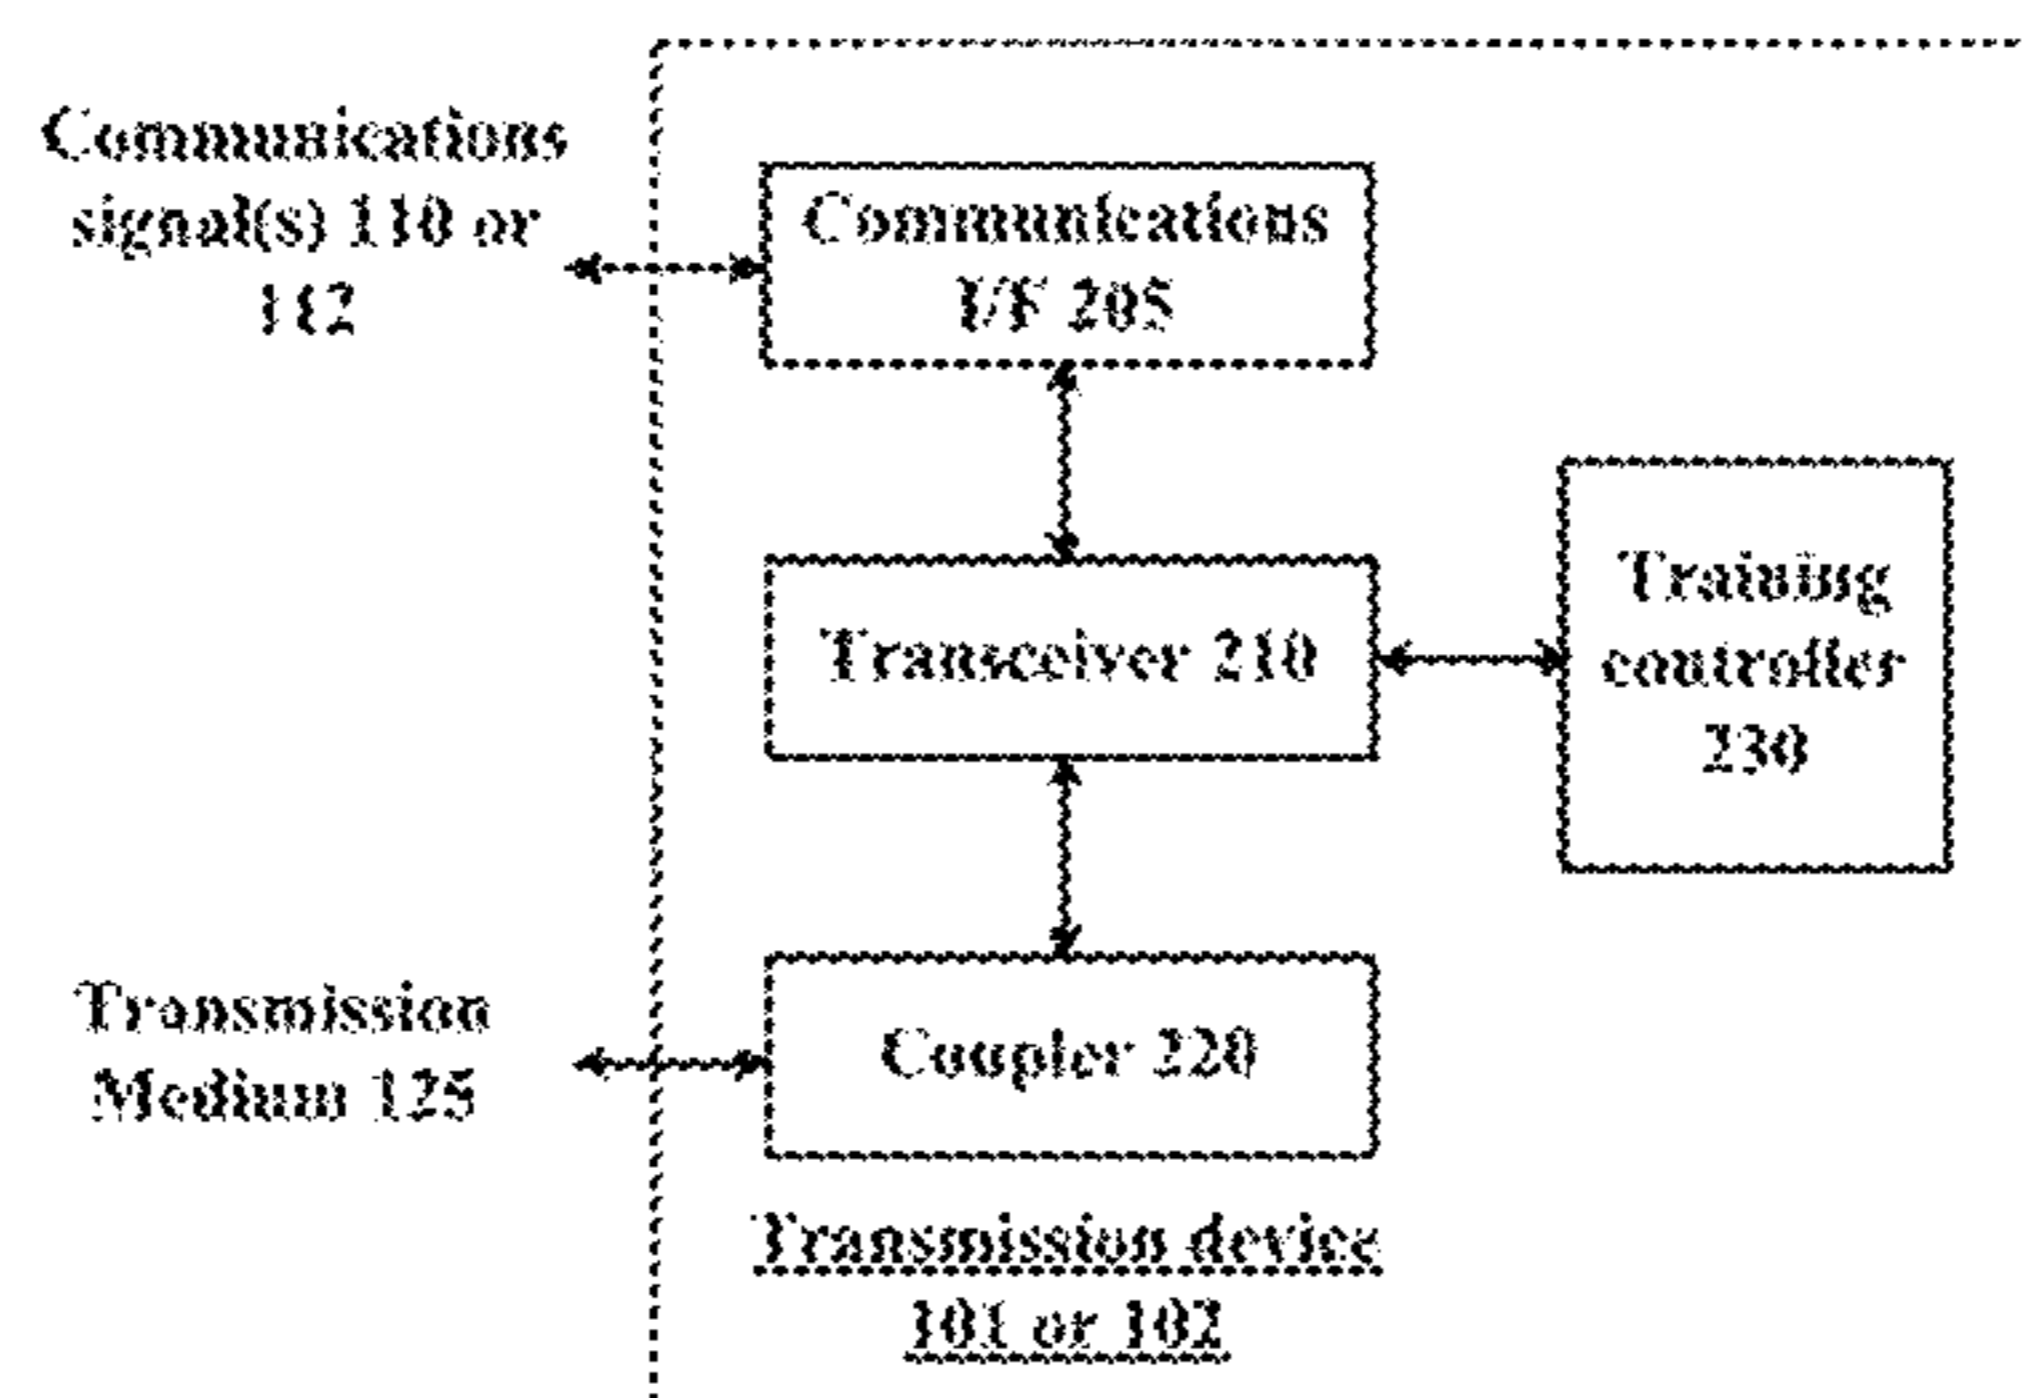 Communications
signal(s) 110 or
112
Communications
I/F 205
Transceiver 210
Training
controller
230
Transmission
Medium 125
Coupler 220
Transmission device
101 or 102